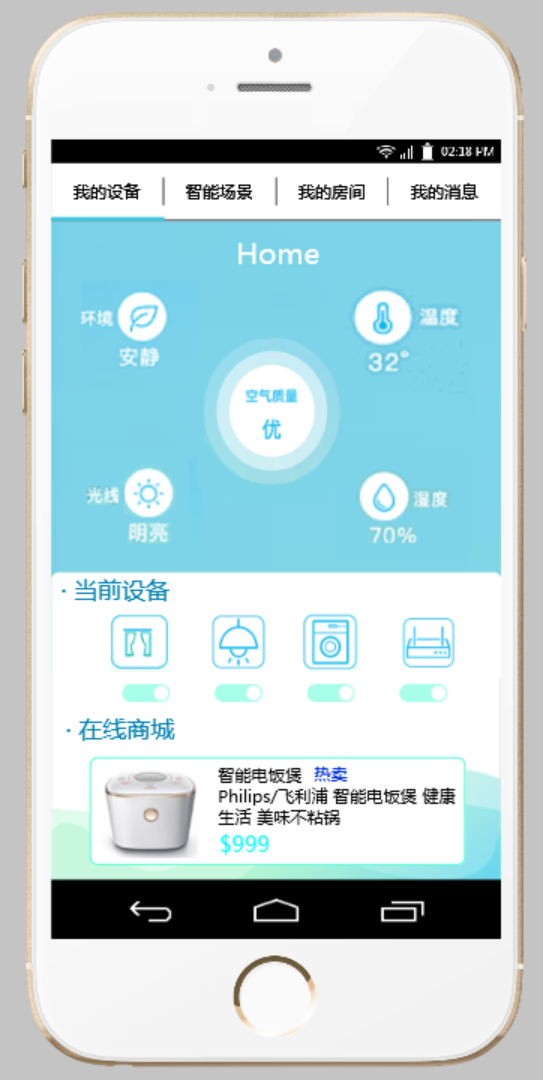 02:18 PM
我的设备 智能场景 我的房间 我的消息
Home
环境
安静
温度
32°
空气质量
优
光线
明亮
湿度
70%
· 当前设备
· 在线商城
智能电饭煲 热卖
Philips/飞利浦 智能电饭煲 健康
生活 美味不粘锅
$999